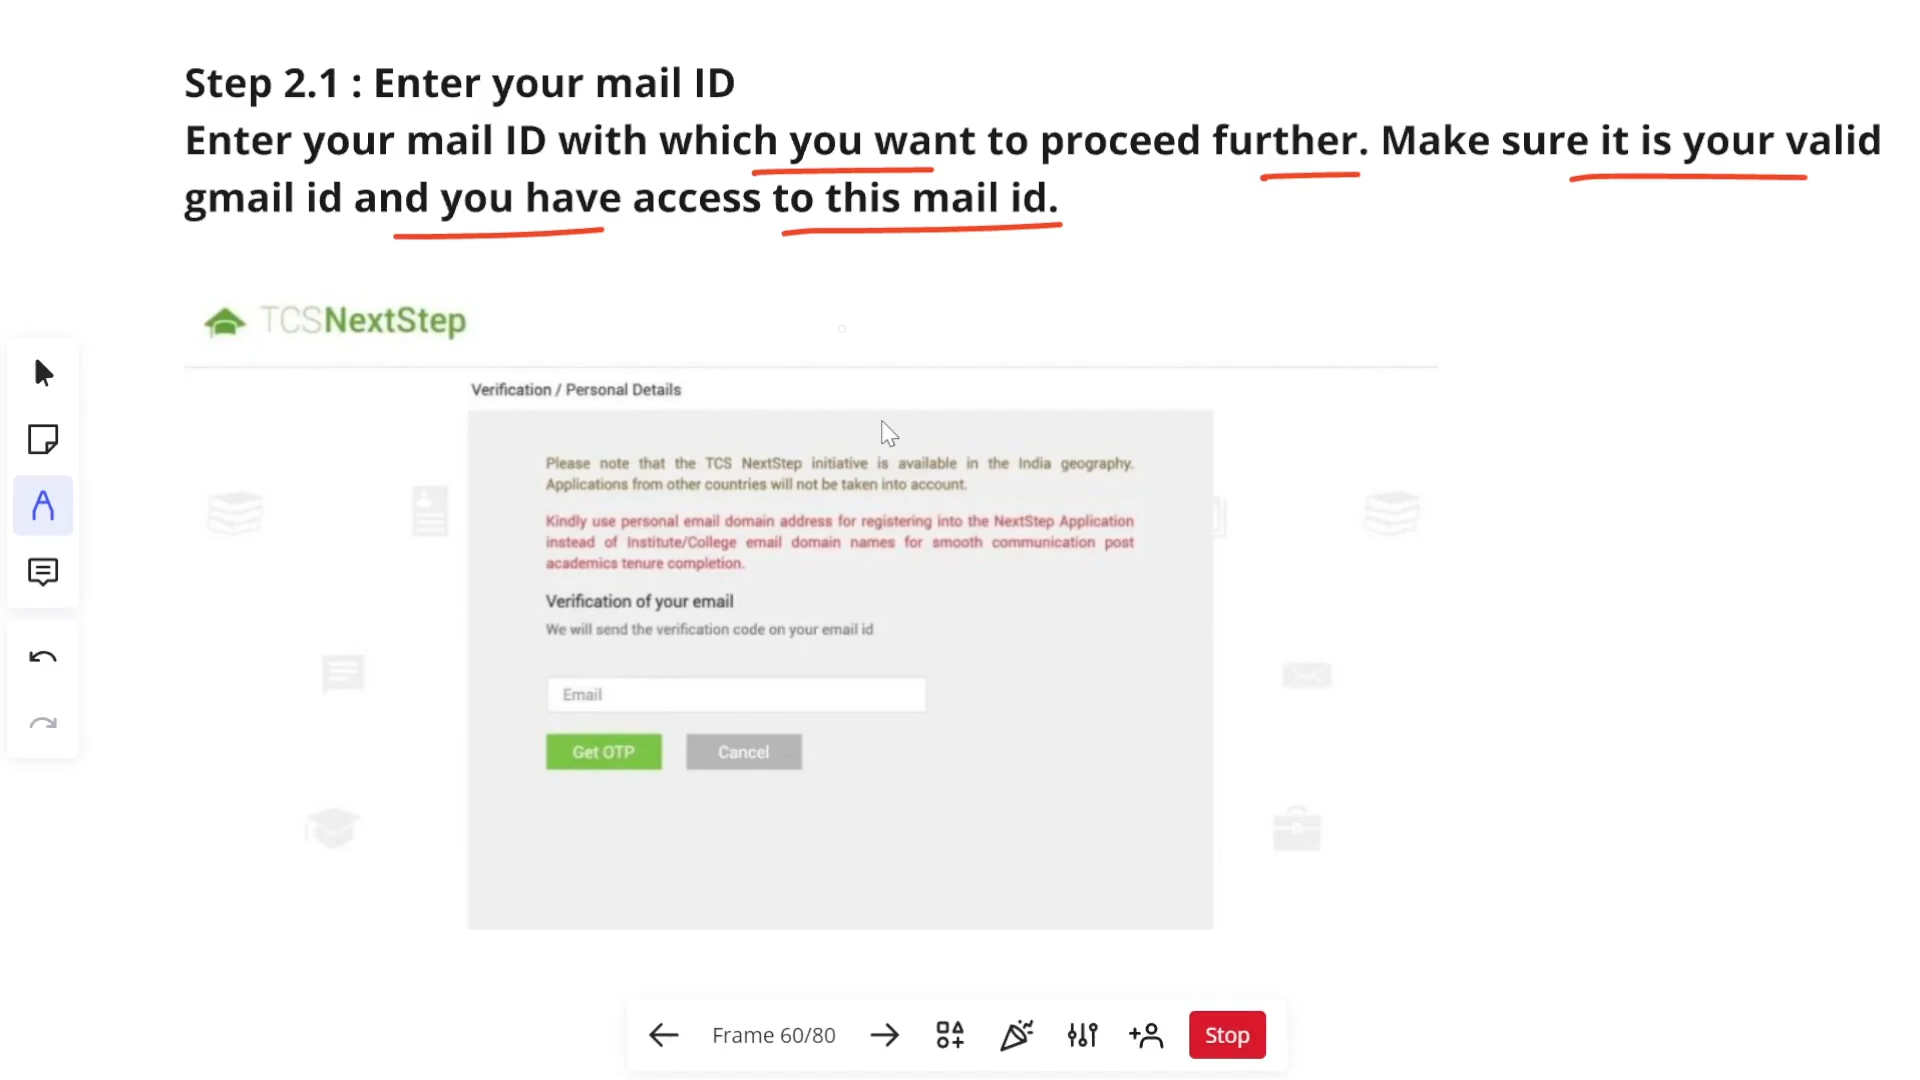 Step 2.1 : Enter your mail ID
Enter your mail ID with which you want to proceed further. Make sure it is your valid
gmail id and you have access to this mail id.
TCSNextStep
Verification / Personal Details
Please note that the TCS NextStep initiative is available in the India geography.
Applications from other countries will not be taken into account.
Kindly use personal email domain address for registering into the NextStep Application
instead of Institute/College email domain names for smooth communication post
academics tenure completion.
Verification of your email
We will send the verification code on your email id
Email
Get OTP
Cancel
Frame 60/80
Stop